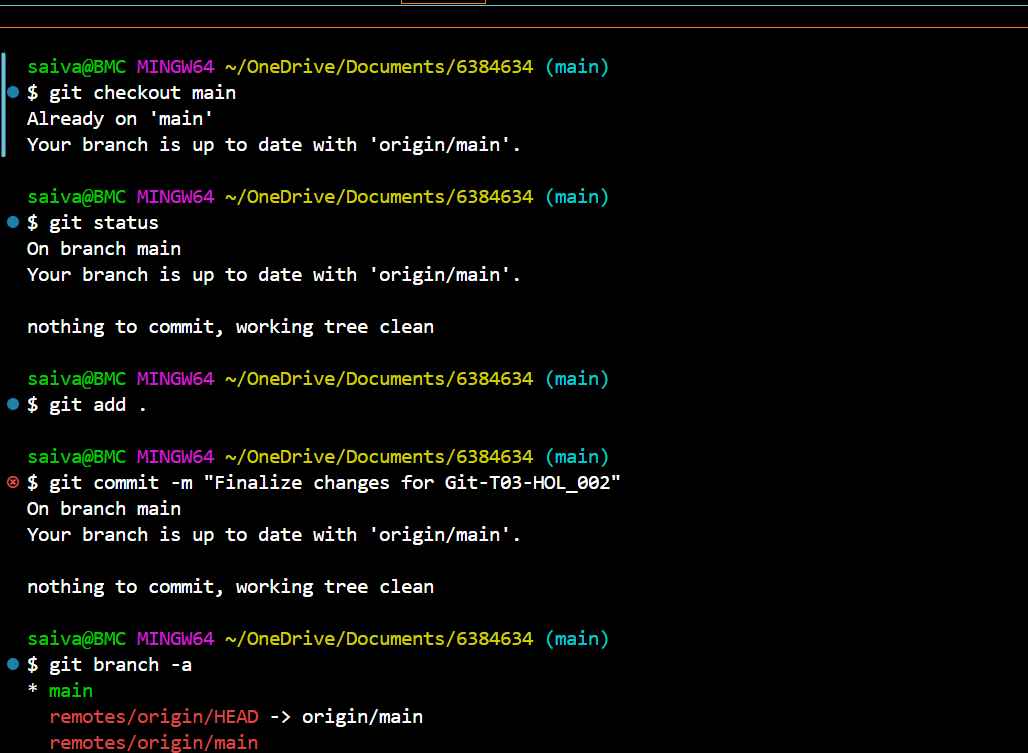 saiva@BMC MINGW64 ~/OneDrive/Documents/6384634 (main)
$ git checkout main
Already on 'main'
Your branch is up to date with 'origin/main'.
saiva@BMC MINGW64 ~/OneDrive/Documents/6384634 (main)
$ git status
On branch main
Your branch is up to date with 'origin/main'.
nothing to commit, working tree clean
saiva@BMC MINGW64 ~/OneDrive/Documents/6384634 (main)
$ git add .
saiva@BMC MINGW64 ~/OneDrive/Documents/6384634 (main)
$ git commit -m "Finalize changes for Git-T03-HOL_002"
On branch main
Your branch is up to date with 'origin/main'.
nothing to commit, working tree clean
saiva@BMC MINGW64 ~/OneDrive/Documents/6384634 (main)
$ git branch -a
* main
remotes/origin/HEAD -> origin/main
remotes/origin/main